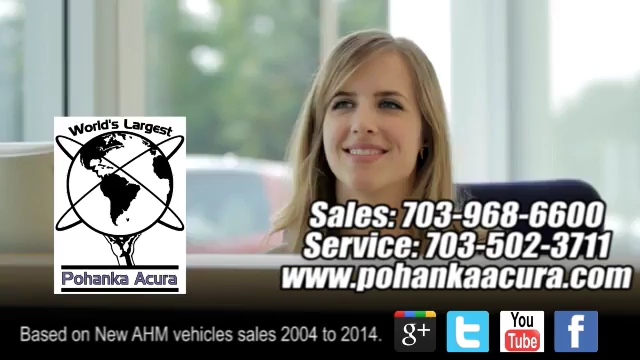 World's Largest
Pohanka Acura
Sales: 703-968-6600
Service: 703-502-3711
www.pohankaacura.com
Based on New AHM vehicles sales 2004 to 2014.
g+
You
Tube
f